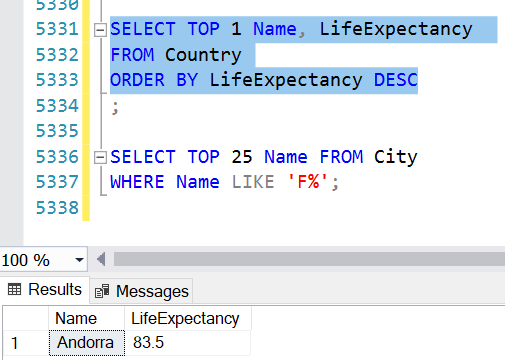 5330
5331 SELECT TOP 1 Name, LifeExpectancy
5332 FROM Country
5333 ORDER BY LifeExpectancy DESC
5334 ;
5335
5336 SELECT TOP 25 Name FROM City
5337 WHERE Name LIKE 'F%';
5338
100 %
Results Messages
Name LifeExpectancy
1 Andorra 83.5